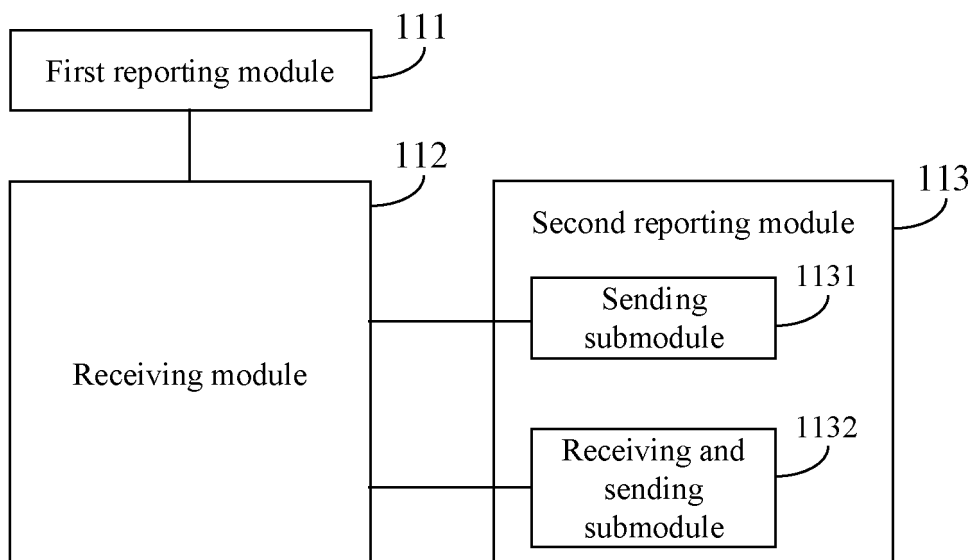 111
First reporting module
112
113
Second reporting module
1131
Sending
submodule
Receiving module
1132
Receiving and
sending
submodule